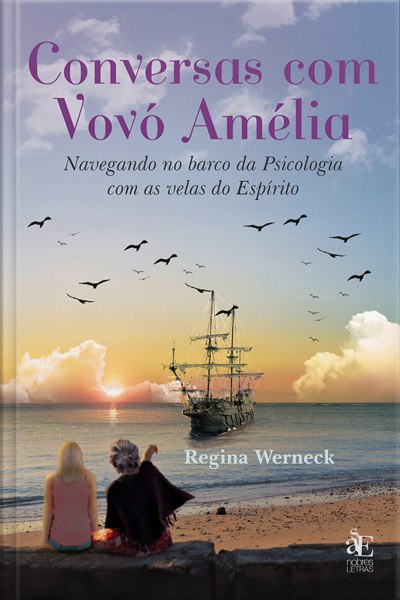 Conversas com
Vovó Amélia
Navegando no barco da Psicologia
com as velas do Espírito
Regina Werneck
nobres
LETRAS